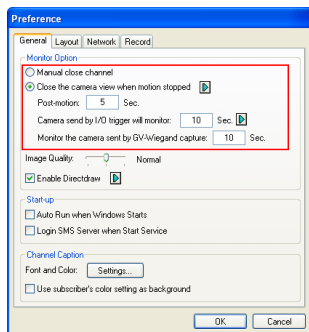 Preference
General Layout Network Record
Monitor Option
Manual close channel
Close the camera view when motion stopped
Post-motion: 5 Sec.
Camera send by I/O trigger will monitor: 10 Sec.
Monitor the camera sent by GV-Wiegand capture: 10 Sec.
Image Quality: Normal
Enable Directdraw
Start-up
Auto Run when Windows Starts
Login SMS Server when Start Service
Channel Caption
Font and Color: Settings...
Use subscriber's color setting as background
OK Cancel